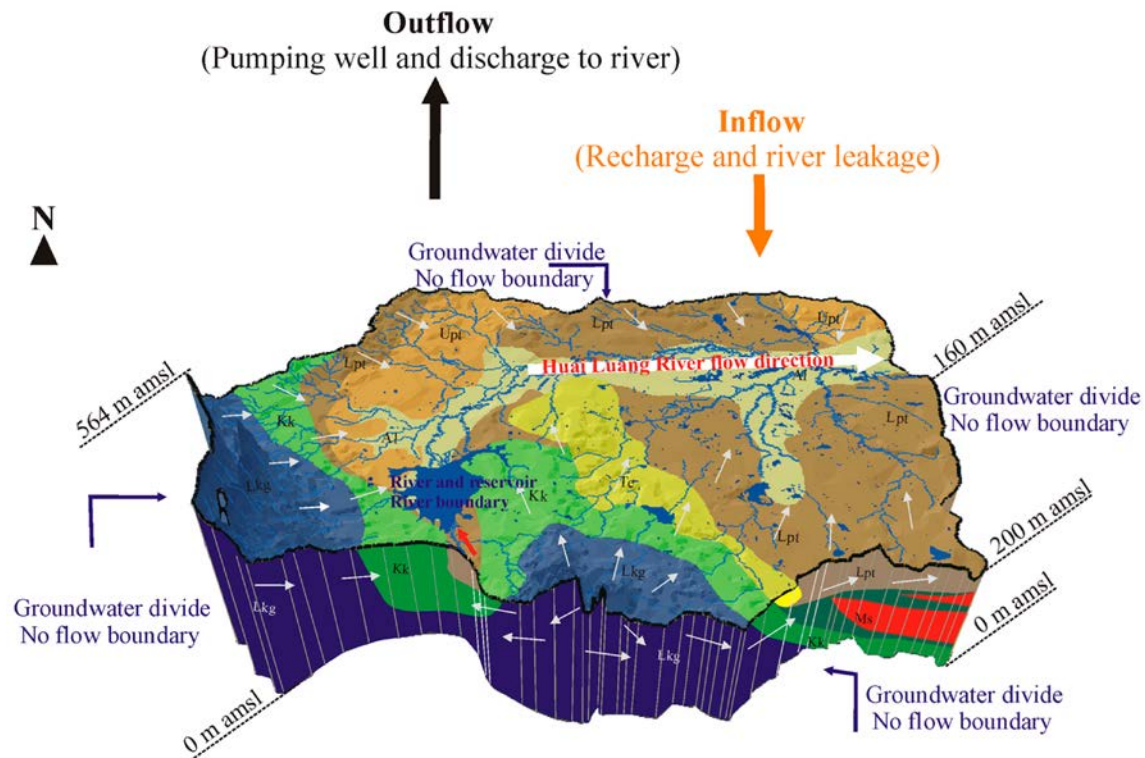 Outflow
(Pumping well and discharge to river)
Inflow
(Recharge and river leakage)
N
Groundwater divide
No flow boundary
Lpt
Upt
Upt
Lpt
Huai Luang River flow direction
Al
160 m amsl
564 m amsl
Groundwater divide
No flow boundary
Kk
Al
Lpt
Lkg
River and reservoir
River boundary
Kk
Te
Lpt
200 m amsl
Kk
Lkg
Lpt
0 m amsl
Groundwater divide
No flow boundary
Lkg
Ms
Kk
Lkg
0 m amsl
Groundwater divide
No flow boundary